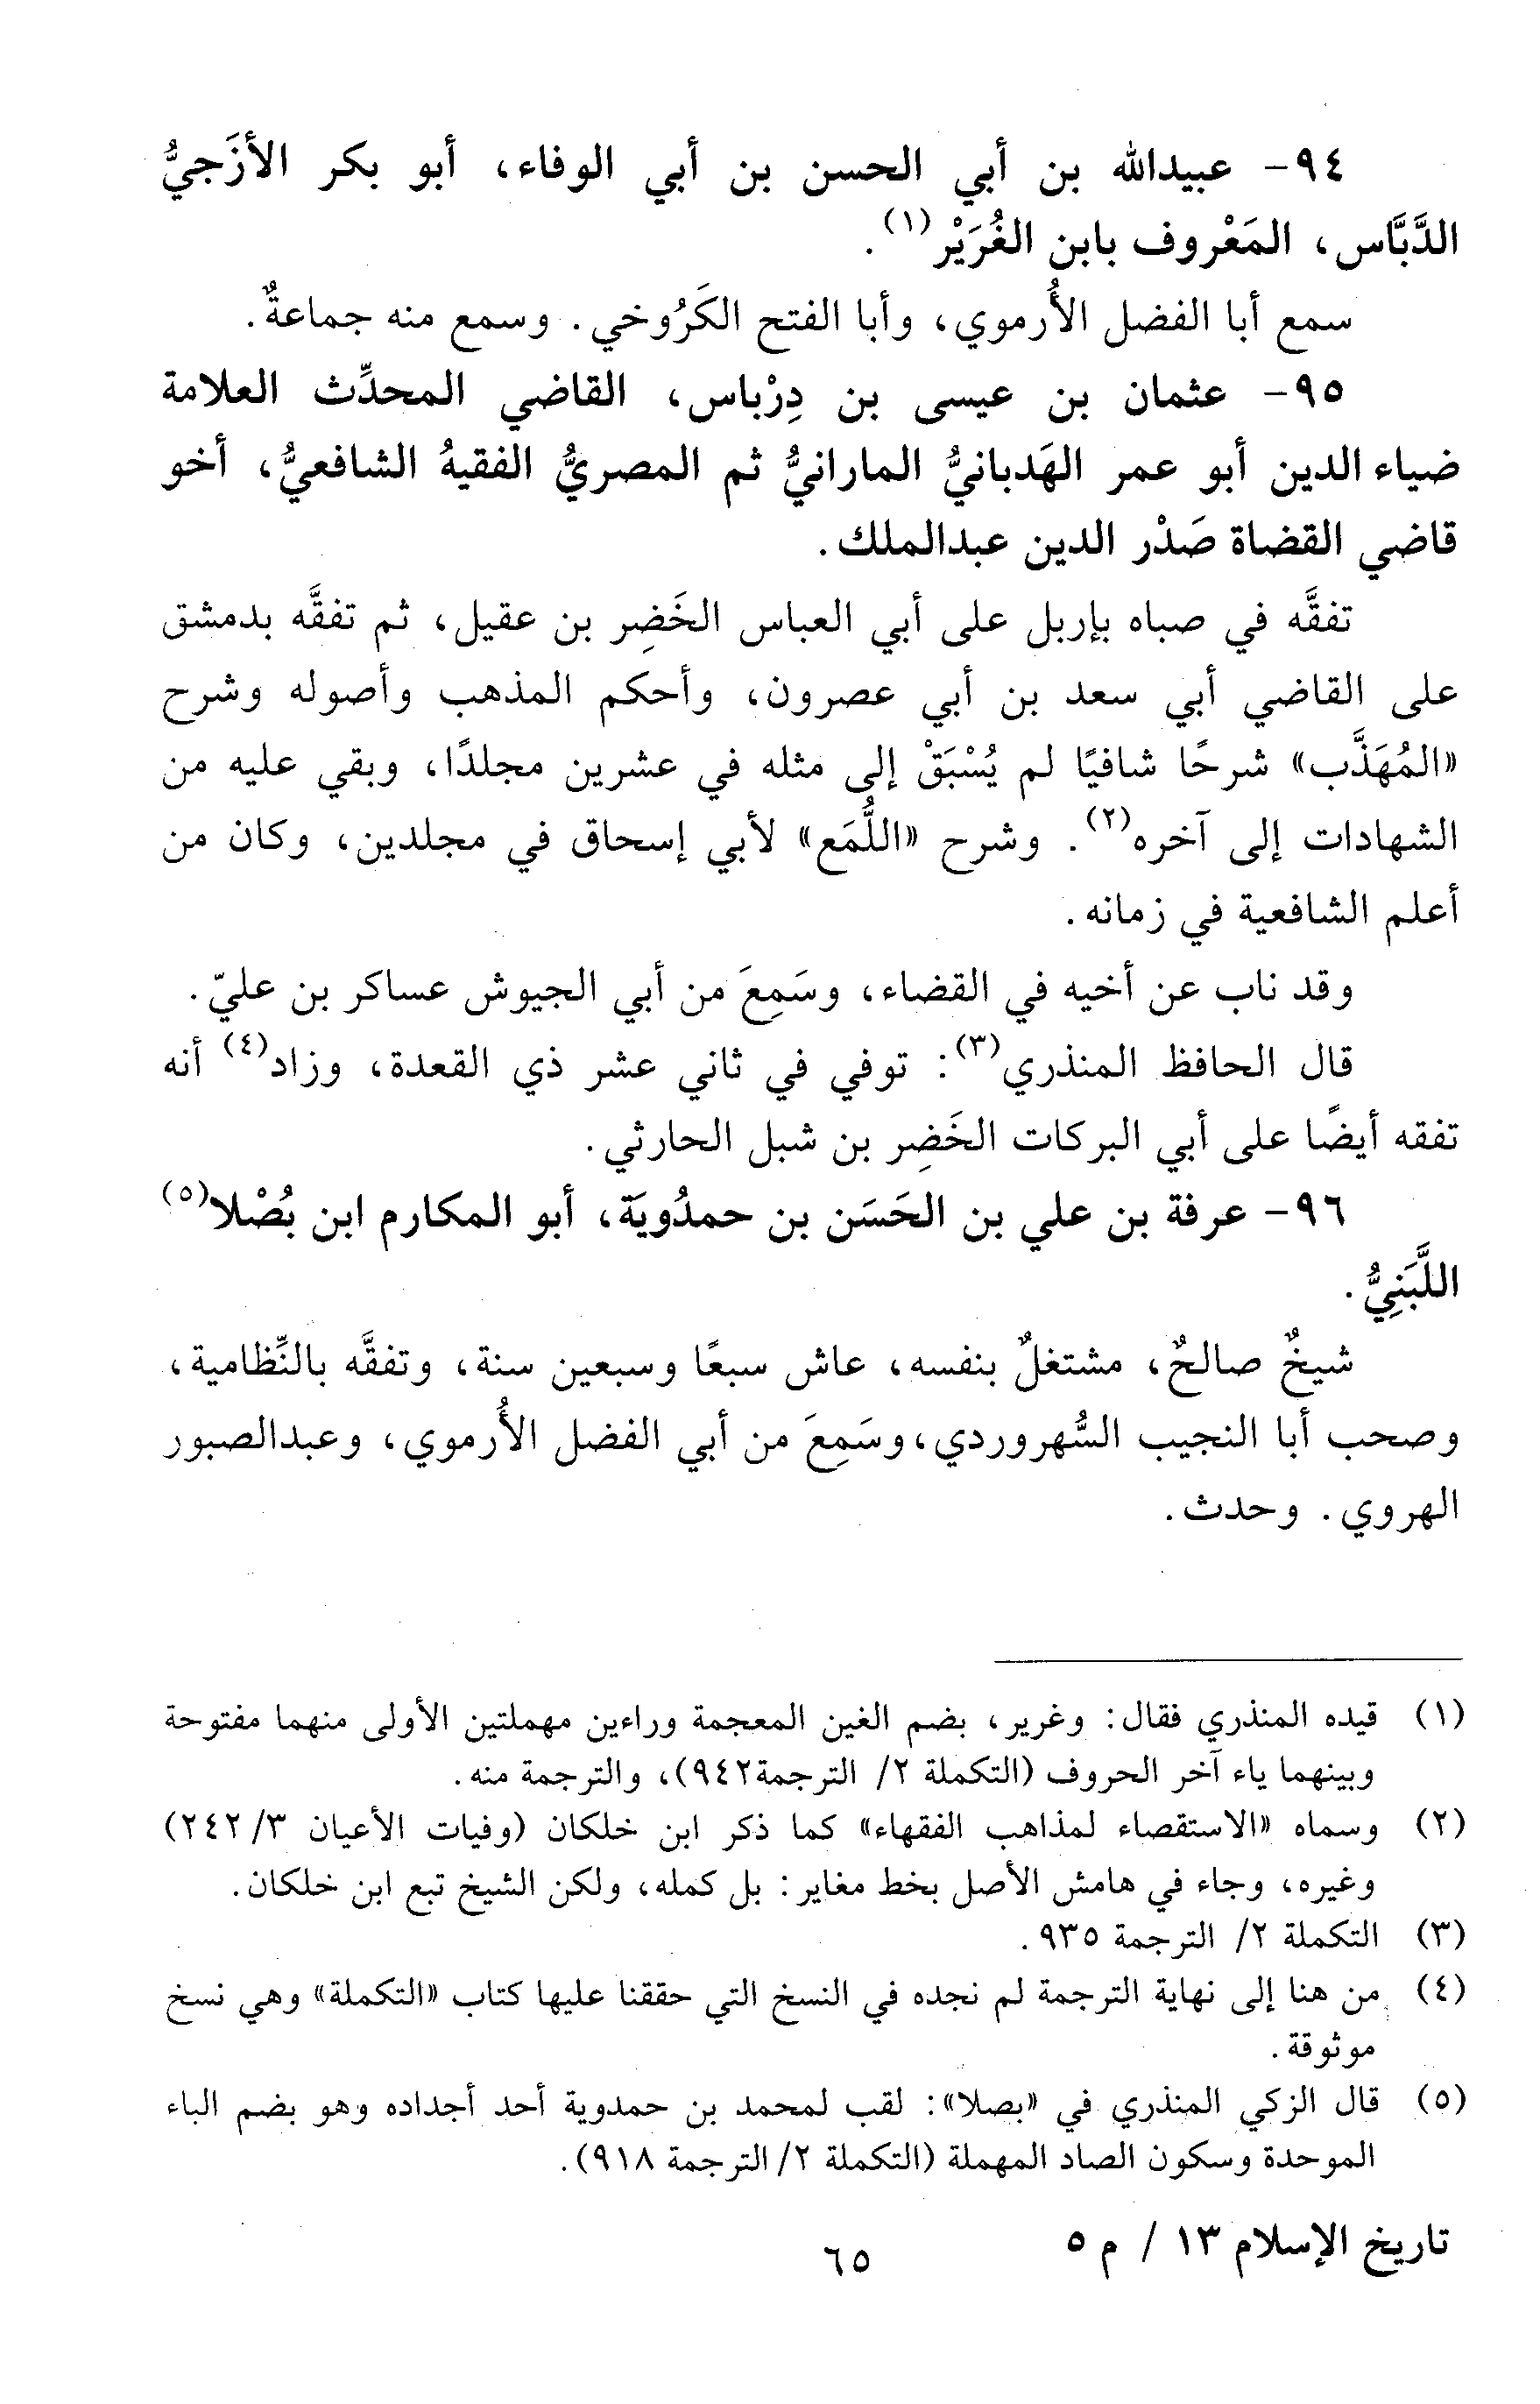 ٩٤- عبيدالله بن أبي الحسن بن أبي الوفاء، أبو بكر الأزَجيُّ
الدَّبَّاس، المَعْروف بابن الغُرَيْر(١).
سمع أبا الفضل الأُرموي، وأبا الفتح الكَرُوخي. وسمع منه جماعةٌ.
٩٥- عثمان بن عيسى بن دِرْباس، القاضي المحدِّث العلامة
ضياء الدين أبو عمر الهَدبانيُّ المارانيُّ ثم المصريُّ الفقيهُ الشافعيُّ، أخو
قاضي القضاة صَدْر الدين عبدالملك.
تفقَّه في صباه بإربل على أبي العباس الخَضِر بن عقيل، ثم تفقَّه بدمشق
على القاضي أبي سعد بن أبي عصرون، وأحكم المذهب وأصوله وشرح
«المُهَذَّب» شرحًا شافيًا لم يُسْبَقْ إلى مثله في عشرين مجلدًا، وبقي عليه من
الشهادات إلى آخره(٢). وشرح «اللُّمَع» لأبي إسحاق في مجلدين، وكان من
أعلم الشافعية في زمانه.
وقد ناب عن أخيه في القضاء، وسَمِعَ من أبي الجيوش عساكر بن عليّ.
قال الحافظ المنذري(٣): توفي في ثاني عشر ذي القعدة، وزاد(٤) أنه
تفقه أيضًا على أبي البركات الخَضِر بن شبل الحارثي.
٩٦- عرفة بن علي بن الحَسَن بن حمدُويَة، أبو المكارم ابن بُصْلا(٥)
اللَّبَنِيُّ.
شيخٌ صالحٌ، مشتغلٌ بنفسه، عاش سبعًا وسبعين سنة، وتفقَّه بالنِّظامية،
وصحب أبا النجيب السُّهروردي، وسَمِعَ من أبي الفضل الأُرموي، وعبدالصبور
الهروي. وحدث.
(١) قيده المنذري فقال: وغرير، بضم الغين المعجمة وراءين مهملتين الأولى منهما مفتوحة
وبينهما ياء آخر الحروف (التكملة ٢/ الترجمة ٩٤٢)، والترجمة منه.
(٢) وسماه «الاستقصاء لمذاهب الفقهاء» كما ذكر ابن خلكان (وفيات الأعيان ٣/ ٢٤٢)
وغيره، وجاء في هامش الأصل بخط مغاير: بل كمله، ولكن الشيخ تبع ابن خلكان.
(٣) التكملة ٢/ الترجمة ٩٣٥.
(٤) من هنا إلى نهاية الترجمة لم نجده في النسخ التي حققنا عليها كتاب «التكملة» وهي نسخ
موثوقة.
(٥) قال الزكي المنذري في «بصلا»: لقب لمحمد بن حمدوية أحد أجداده وهو بضم الباء
الموحدة وسكون الصاد المهملة (التكملة ٢/ الترجمة ٩١٨).
تاريخ الإسلام ١٣ / م ٥
٦٥